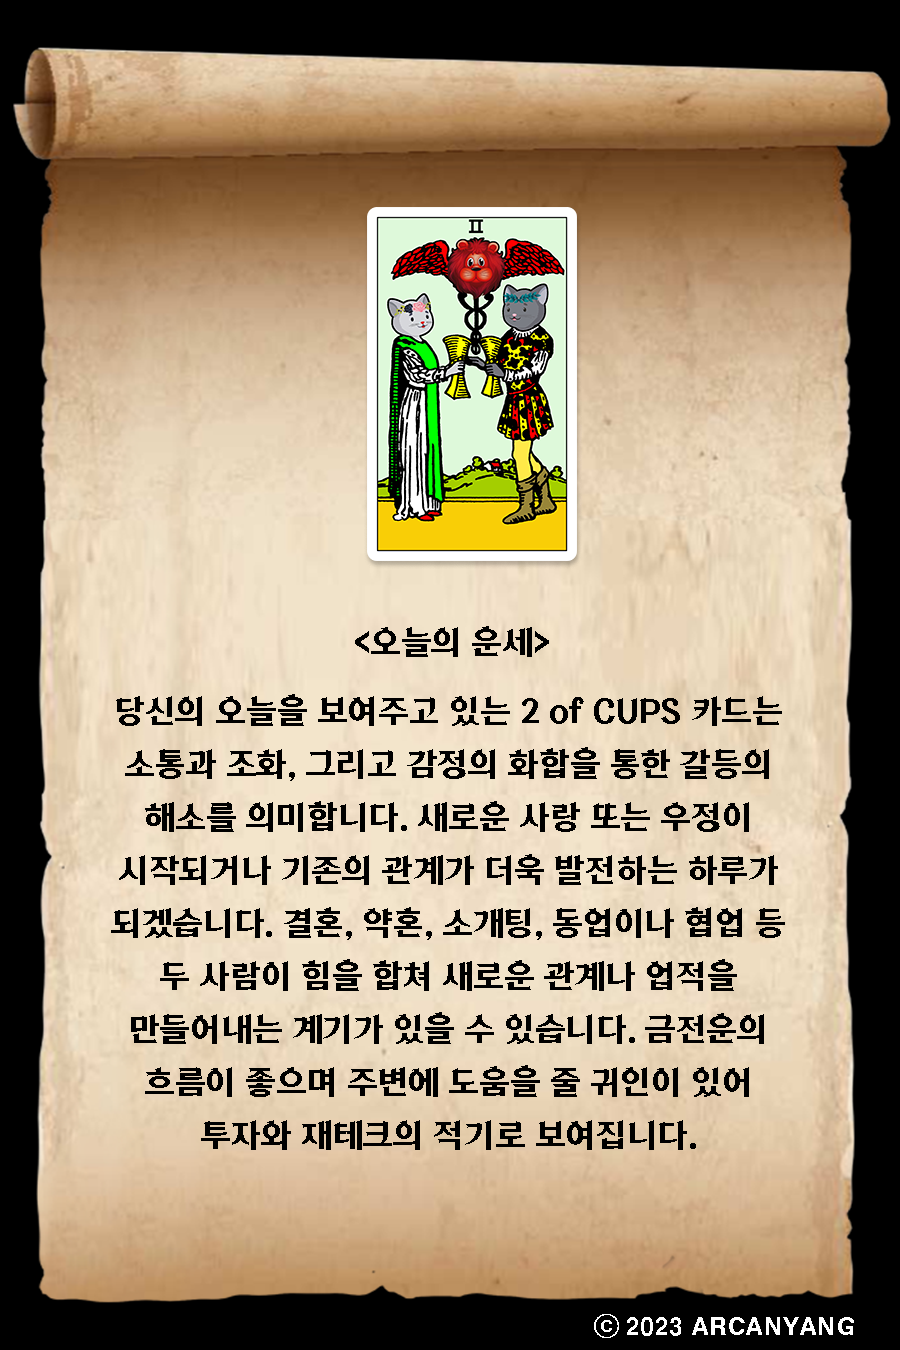 II
<오늘의 운세>
당신의 오늘을 보여주고 있는 2 of CUPS 카드는
소통과 조화, 그리고 감정의 화합을 통한 갈등의
해소를 의미합니다. 새로운 사랑 또는 우정이
시작되거나 기존의 관계가 더욱 발전하는 하루가
되겠습니다. 결혼, 약혼, 소개팅, 동업이나 협업 등
두 사람이 힘을 합쳐 새로운 관계나 업적을
만들어내는 계기가 있을 수 있습니다. 금전운의
흐름이 좋으며 주변에 도움을 줄 귀인이 있어
투자와 재테크의 적기로 보여집니다.
ⓒ 2023 ARCANYANG